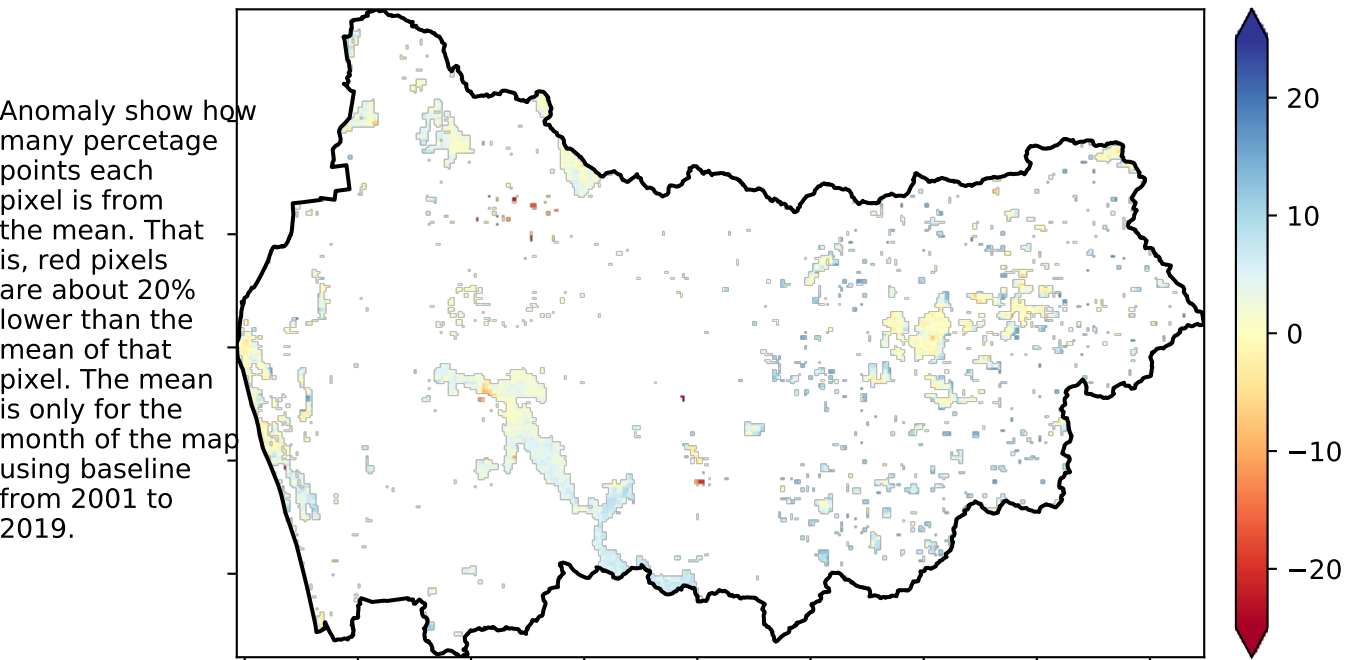 Anomaly show how
many percetage
points each
pixel is from
the mean. That
is, red pixels
are about 20%
lower than the
mean of that
pixel. The mean
is only for the
month of the map
using baseline
from 2001 to
2019.
20
10
0
−10
−20